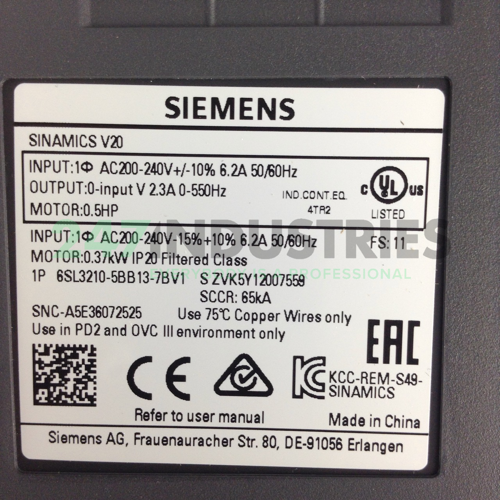 SIEMENS
SINAMICS V20
INPUT:1Φ AC200-240V+/-10% 6.2A 50/60Hz
OUTPUT:0-input V 2.3A 0-550Hz
MOTOR:0.5HP
IND.CONT.EQ.
4TR2
c UL us
LISTED
INPUT:1Φ AC200-240V-15%+10% 6.2A 50/60Hz
FS: 11
MOTOR:0.37kW IP20 Filtered Class
1P 6SL3210-5BB13-7BV1 S ZVK5Y12007559
SCCR: 65kA
SNC-A5E36072525 Use 75℃ Copper Wires only
Use in PD2 and OVC III environment only
EAC
CE
KCC-REM-S49-
SINAMICS
Refer to user manual Made in China
Siemens AG, Frauenauracher Str. 80, DE-91056 Erlangen
247 INDUSTRIES